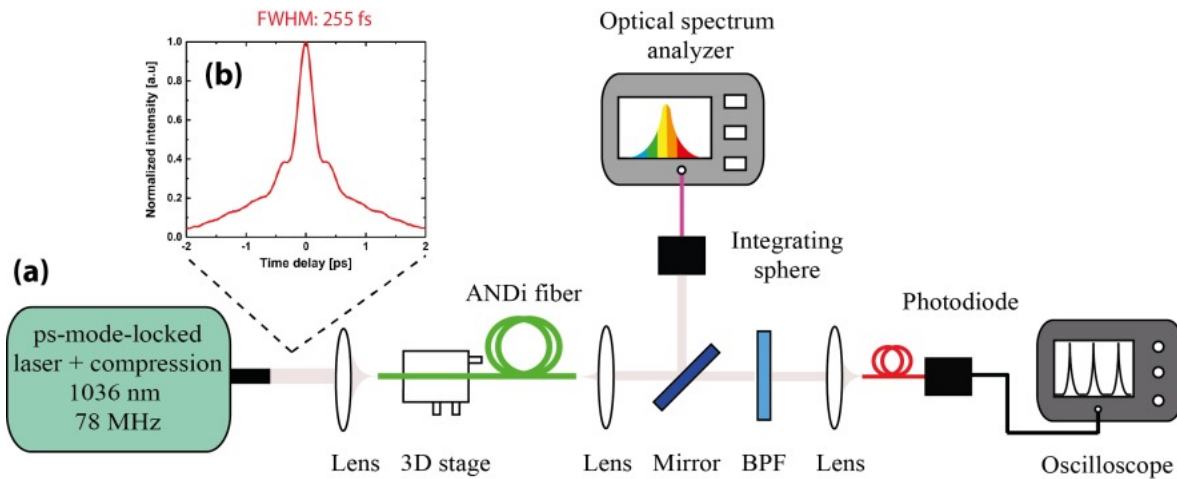 FWHM: 255 fs
(b)
Normalized intensity [a.u]
1.0
0.8
0.6
0.4
0.2
0.0
-2
-1
0
1
2
Time delay [ps]
Optical spectrum
analyzer
Integrating
sphere
(a)
ps-mode-locked
laser + compression
1036 nm
78 MHz
ANDi fiber
Photodiode
Lens
3D stage
Lens
Mirror
BPF
Lens
Oscilloscope